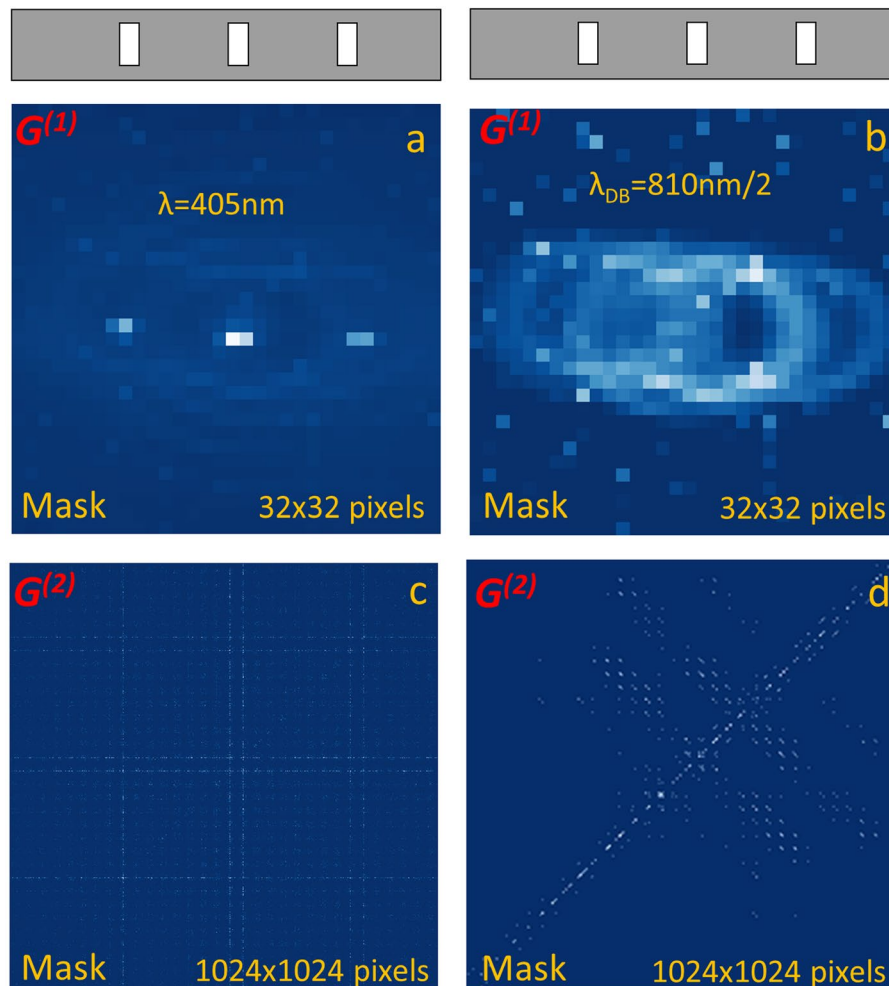 G(1)
a
λ=405nm
Mask
32x32 pixels
G(1)
b
λDB=810nm/2
Mask
32x32 pixels
G(2)
c
Mask
1024x1024 pixels
G(2)
d
Mask
1024x1024 pixels